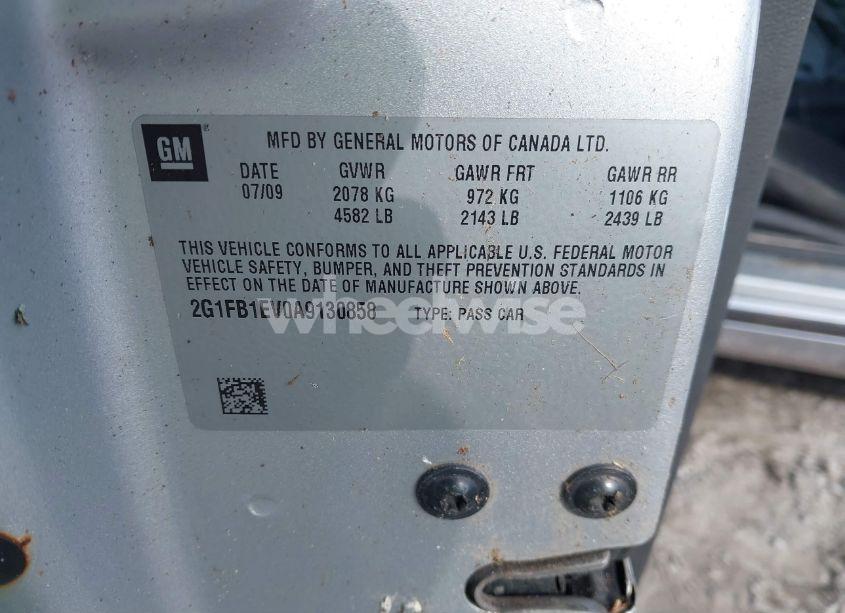 GM
MFD BY GENERAL MOTORS OF CANADA LTD.
DATE GVWR GAWR FRT GAWR RR
07/09 2078 KG 972 KG 1106 KG
4582 LB 2143 LB 2439 LB
THIS VEHICLE CONFORMS TO ALL APPLICABLE U.S. FEDERAL MOTOR
VEHICLE SAFETY, BUMPER, AND THEFT PREVENTION STANDARDS IN
EFFECT ON THE DATE OF MANUFACTURE SHOWN ABOVE.
2G1FB1EV0A9130858 TYPE: PASS CAR
wheelwise